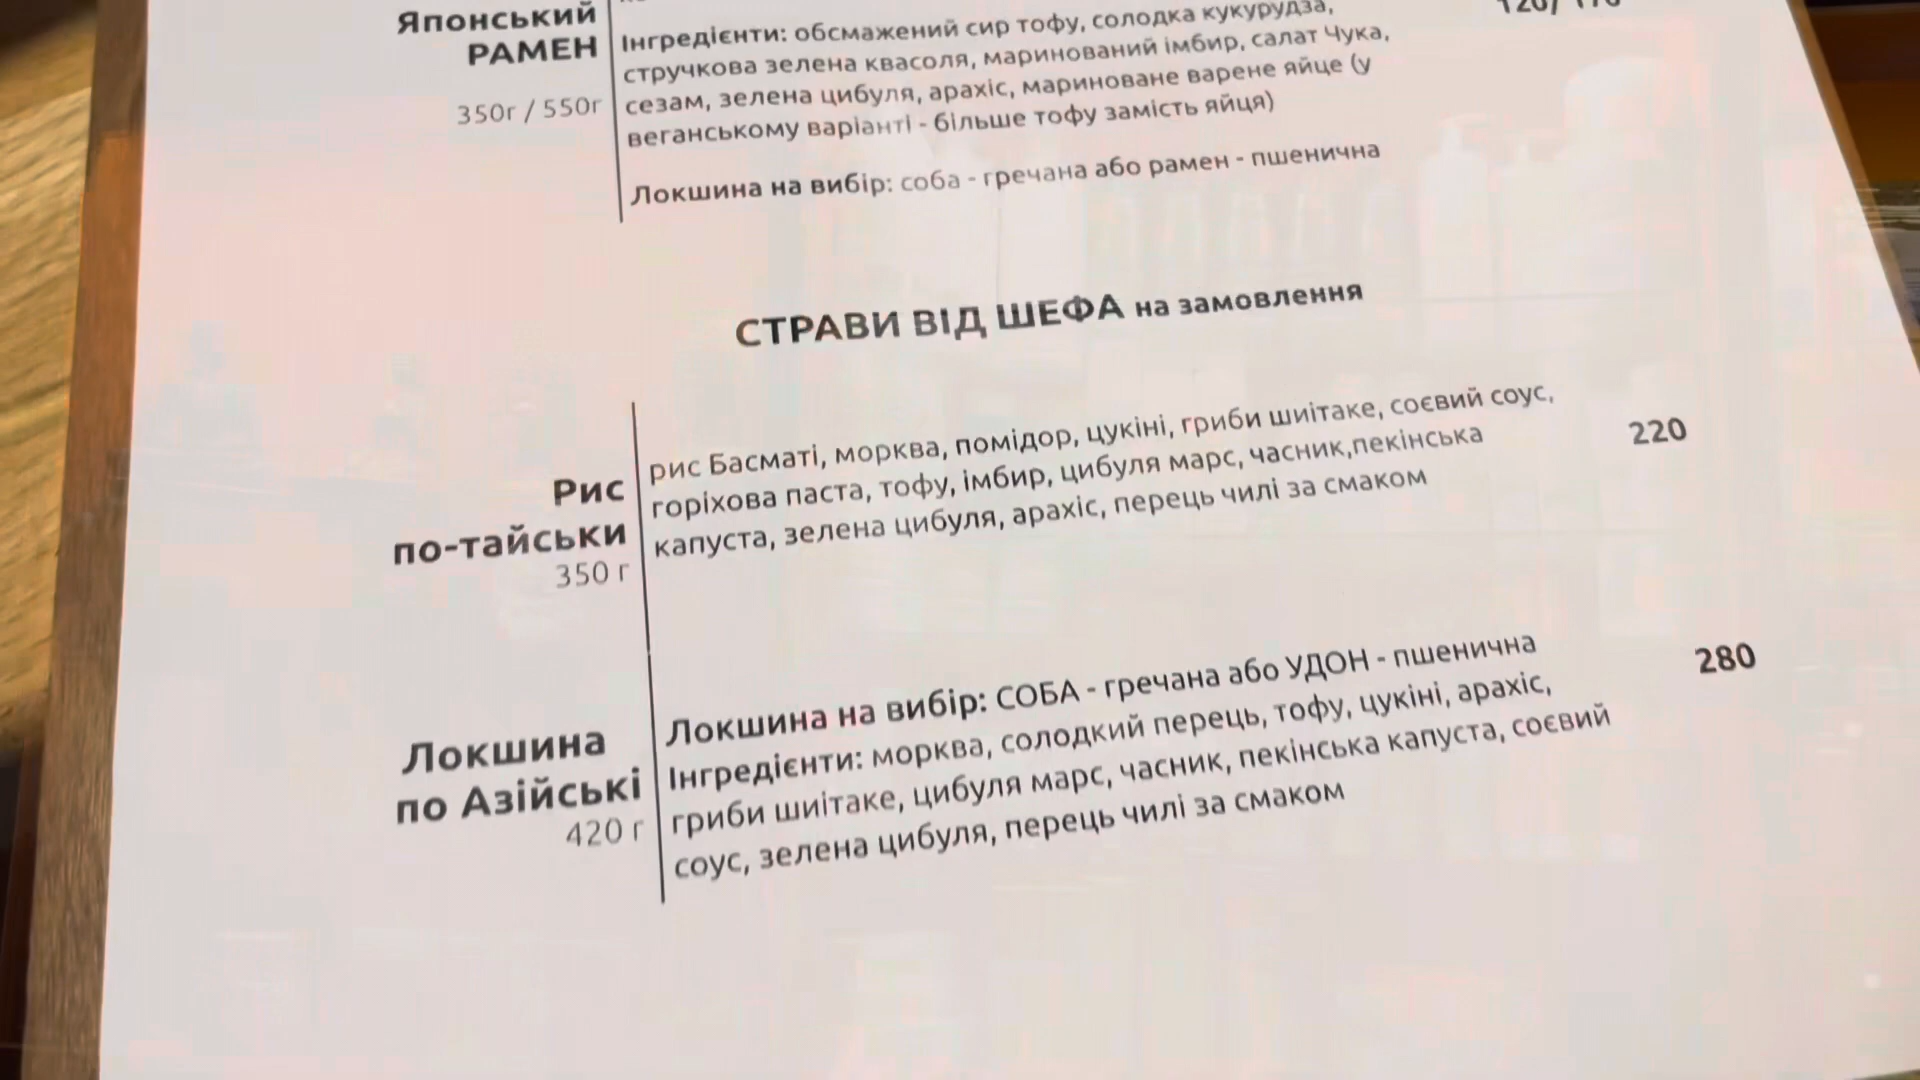 Японський
РАМЕН
350г / 550г
Інгредієнти: обсмажений сир тофу, солодка кукурудза,
стручкова зелена квасоля, маринований імбир, салат Чука,
сезам, зелена цибуля, арахіс, мариноване варене яйце (у
веганському варіанті - більше тофу замість яйця)
Локшина на вибір: соба - гречана або рамен - пшенична
СТРАВИ ВІД ШЕФА на замовлення
Рис
по-тайськи
350 г
рис Басматі, морква, помідор, цукіні, гриби шиітаке, соєвий соус,
горіхова паста, тофу, імбир, цибуля марс, часник,пекінська
капуста, зелена цибуля, арахіс, перець чилі за смаком
220
Локшина
по Азійські
420 г
Локшина на вибір: СОБА - гречана або УДОН - пшенична
Інгредієнти: морква, солодкий перець, тофу, цукіні, арахіс,
гриби шиітаке, цибуля марс, часник, пекінська капуста, соєвий
соус, зелена цибуля, перець чилі за смаком
280